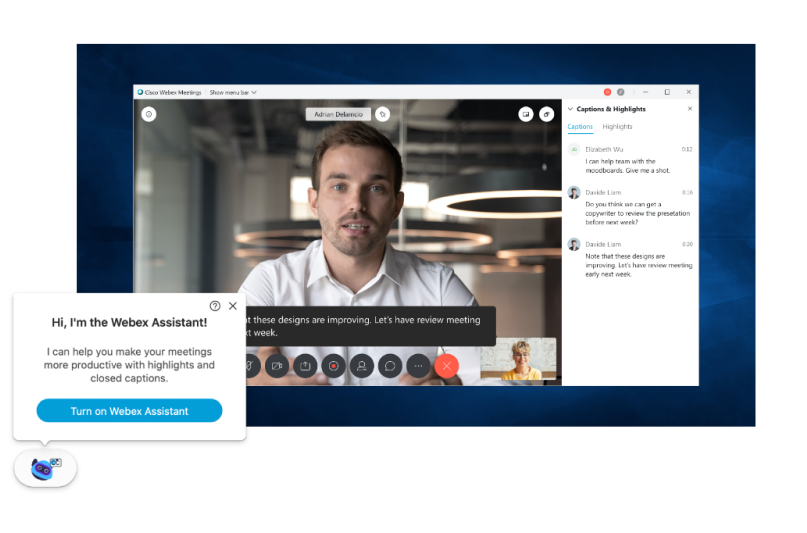 Cisco Webex Meetings
Show menu bar
Adrian Delamcio
Captions & Highlights
Captions
Highlights
Elizabeth Wu
0:12
I can help team with the
moodboards. Give me a shot.
Davide Liam
0:16
Do you think we can get a
copywriter to review the presetation
before next week?
Davide Liam
0:20
Note that these designs are
improving. Let's have review meeting
early next week.
at these designs are improving. Let's have review meeting
xt week.
Hi, I'm the Webex Assistant!
I can help you make your meetings
more productive with highlights and
closed captions.
Turn on Webex Assistant